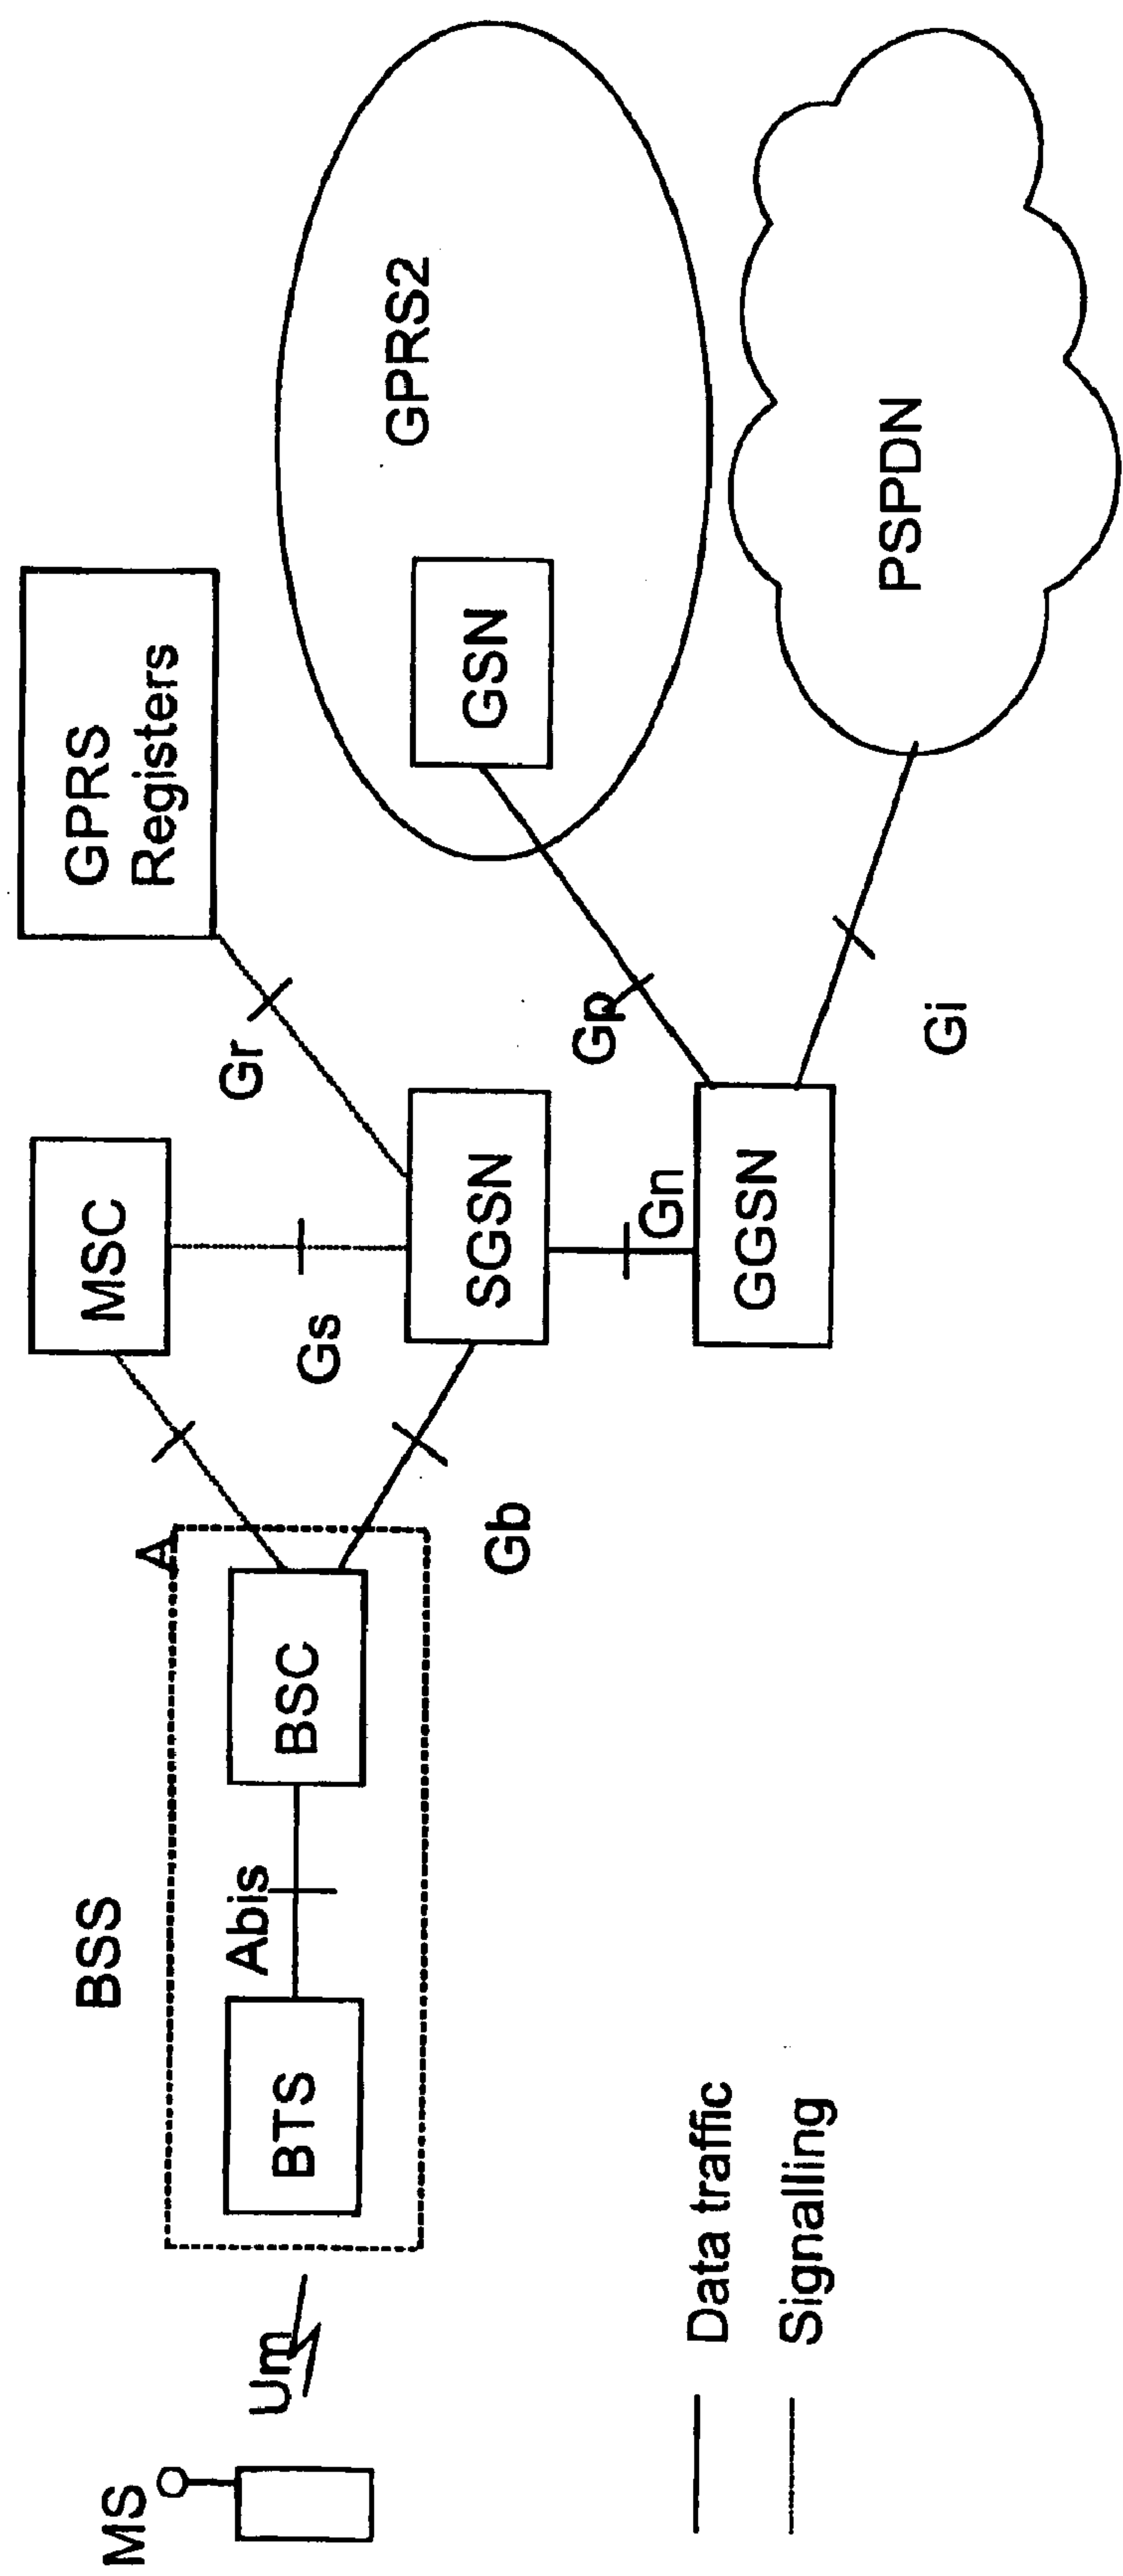 MS
Um
BSS
BTS
Abis
BSC
A
Gb
MSC
Gs
SGSN
Gr
GPRS
Registers
Gn
GGSN
Gp
GSN
GPRS2
Gi
PSPDN
Data traffic
Signalling